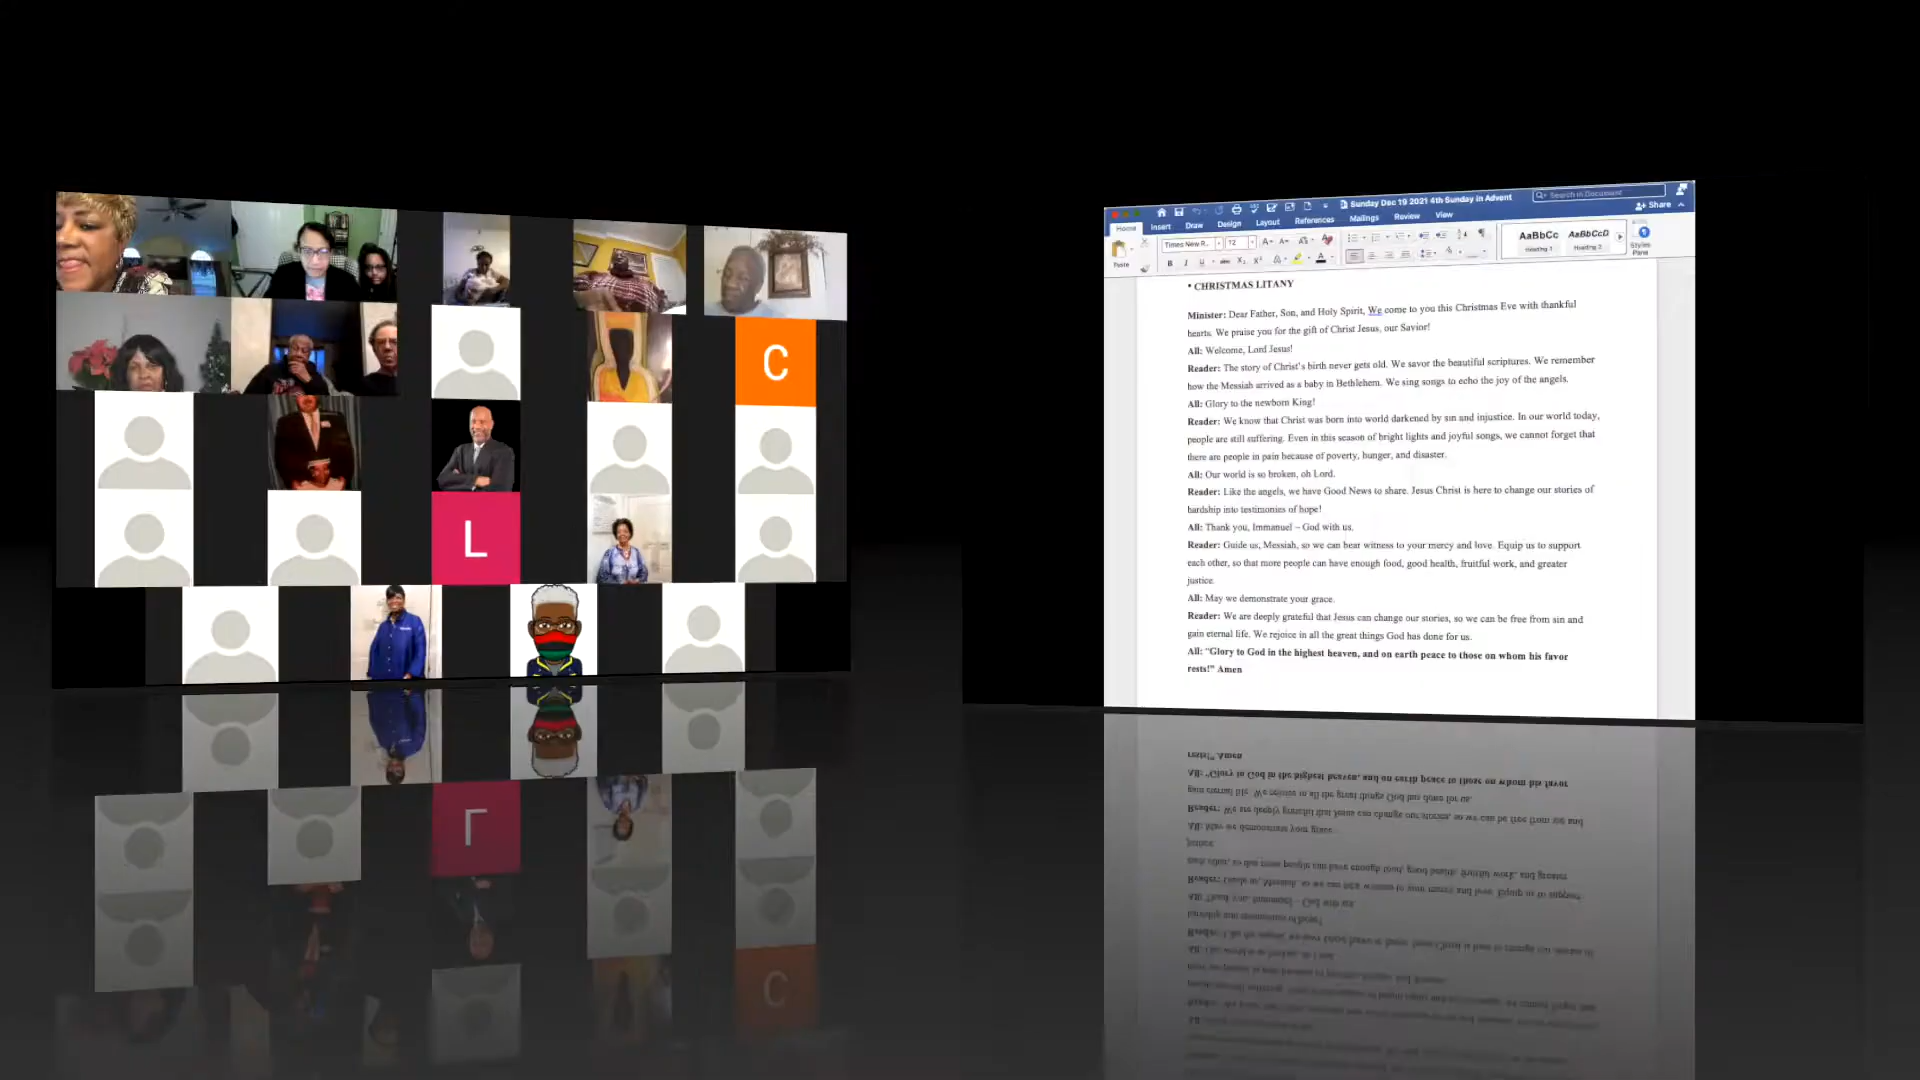 C
L
Sunday Dec 19 2021 4th Sunday in Advent
Search in Document
Share
Home Insert Draw Design Layout References Mailings Review View
Paste
Times New R... 12
AaBbCc AaBbCcD
Heading 1 Heading 2
Styles Pane
• CHRISTMAS LITANY
Minister: Dear Father, Son, and Holy Spirit, We come to you this Christmas Eve with thankful
hearts. We praise you for the gift of Christ Jesus, our Savior!
All: Welcome, Lord Jesus!
Reader: The story of Christ's birth never gets old. We savor the beautiful scriptures. We remember
how the Messiah arrived as a baby in Bethlehem. We sing songs to echo the joy of the angels.
All: Glory to the newborn King!
Reader: We know that Christ was born into world darkened by sin and injustice. In our world today,
people are still suffering. Even in this season of bright lights and joyful songs, we cannot forget that
there are people in pain because of poverty, hunger, and disaster.
All: Our world is so broken, oh Lord.
Reader: Like the angels, we have Good News to share. Jesus Christ is here to change our stories of
hardship into testimonies of hope!
All: Thank you, Immanuel – God with us.
Reader: Guide us, Messiah, so we can bear witness to your mercy and love. Equip us to support
each other, so that more people can have enough food, good health, fruitful work, and greater
justice.
All: May we demonstrate your grace.
Reader: We are deeply grateful that Jesus can change our stories, so we can be free from sin and
gain eternal life. We rejoice in all the great things God has done for us.
All: "Glory to God in the highest heaven, and on earth peace to those on whom his favor
rests!" Amen